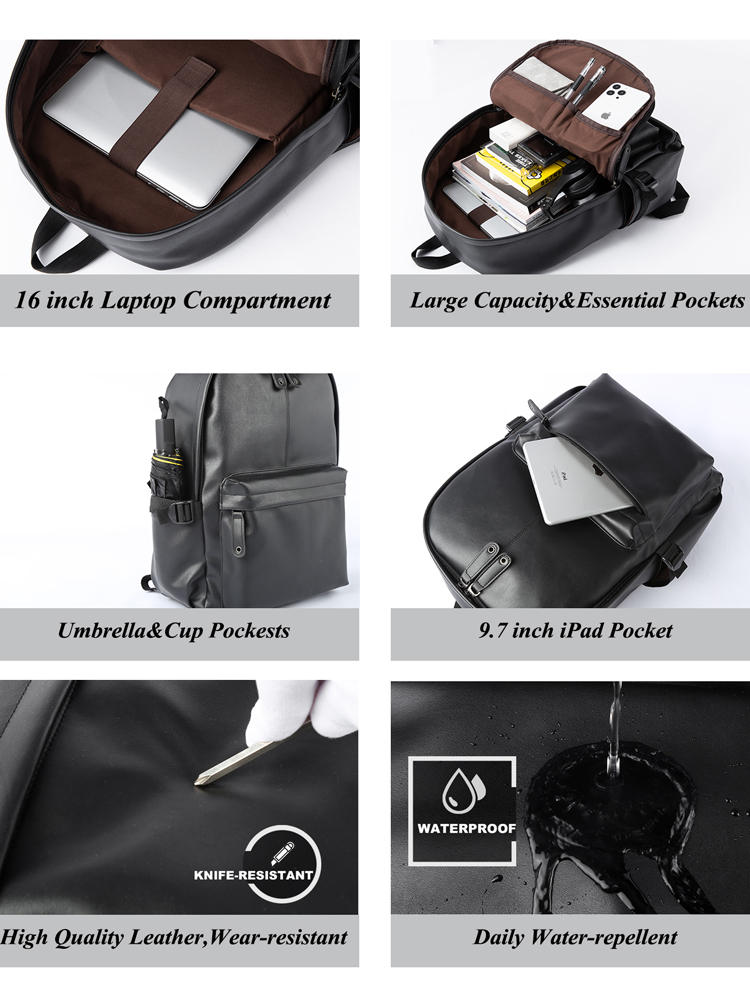 16 inch Laptop Compartment
Large Capacity&Essential Pockets
Umbrella&Cup Pockests
iPad
9.7 inch iPad Pocket
KNIFE-RESISTANT
High Quality Leather,Wear-resistant
WATERPROOF
Daily Water-repellent